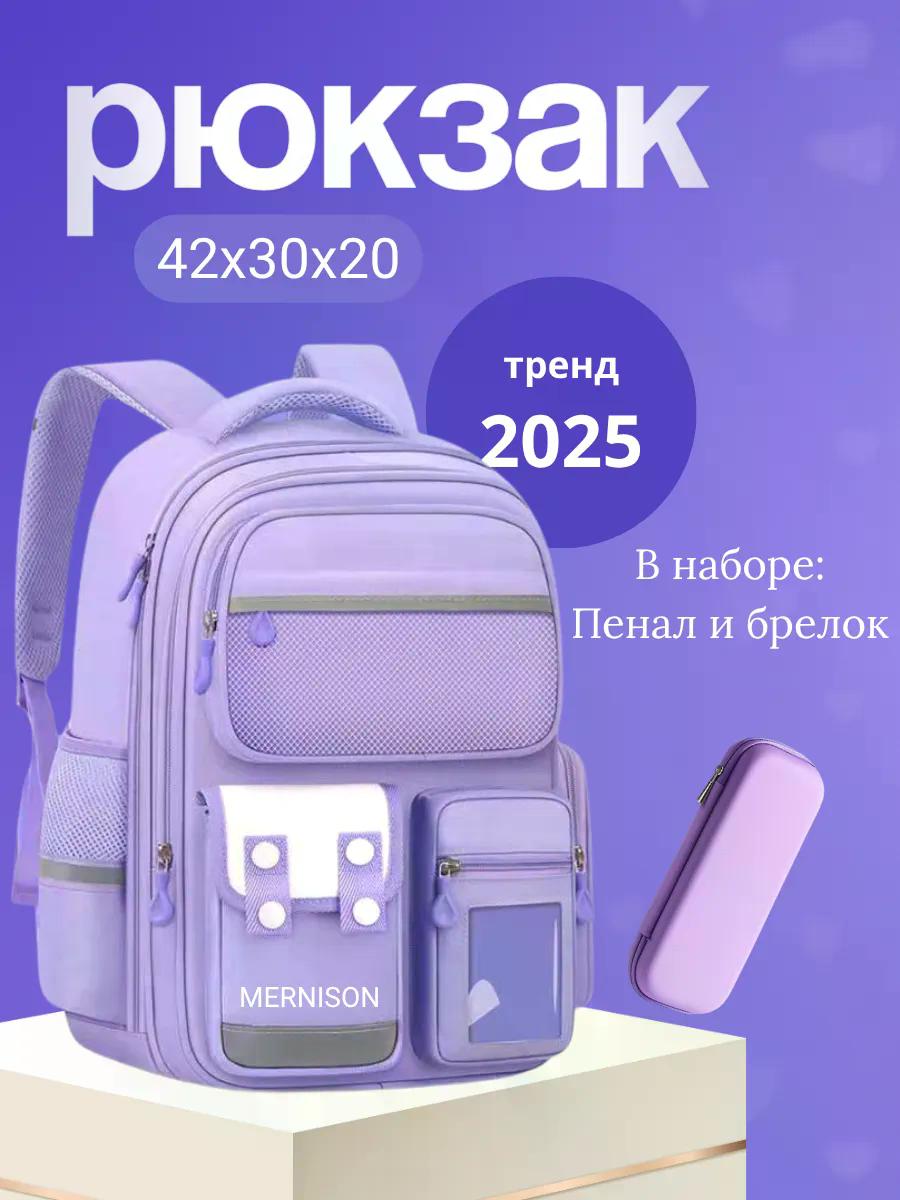 рюкзак
42x30x20
тренд
2025
В наборе:
Пенал и брелок
MERNISON